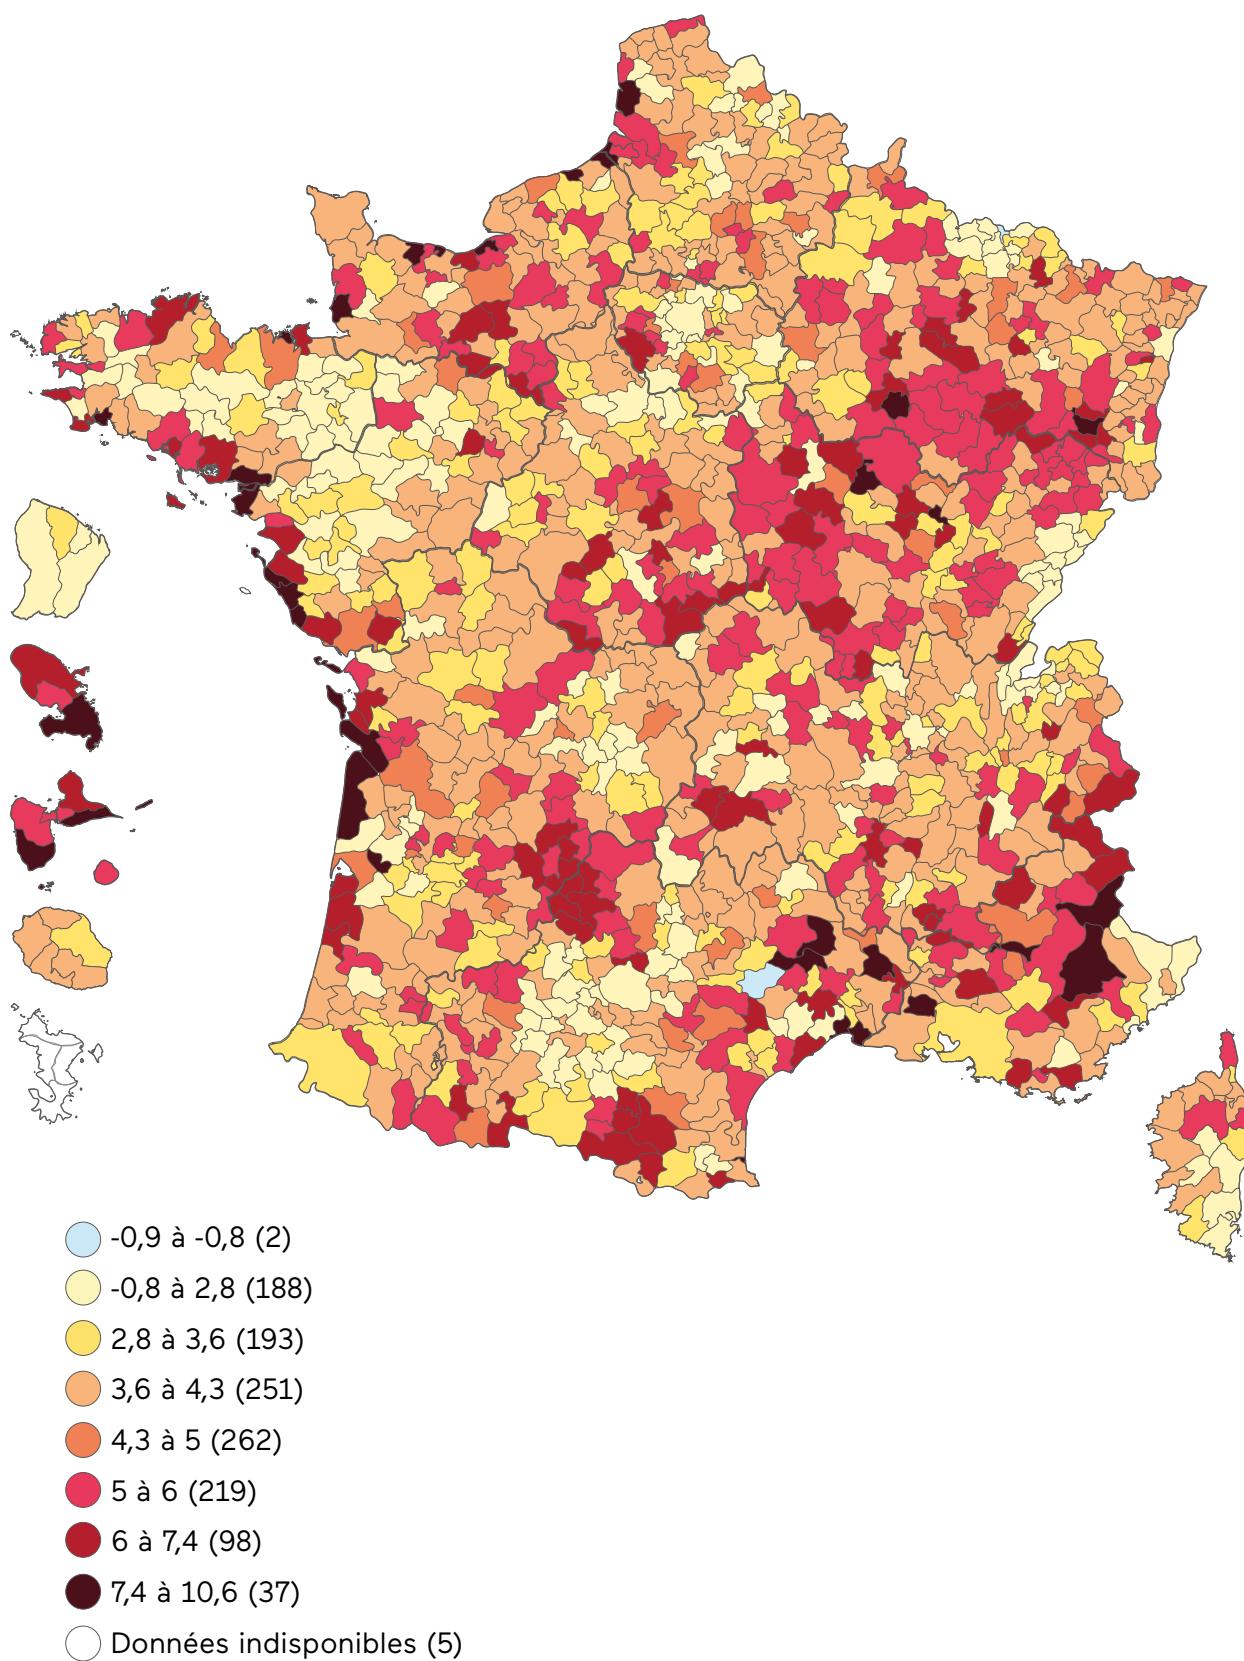 -0,9 à -0,8 (2)
-0,8 à 2,8 (188)
2,8 à 3,6 (193)
3,6 à 4,3 (251)
4,3 à 5 (262)
5 à 6 (219)
6 à 7,4 (98)
7,4 à 10,6 (37)
Données indisponibles (5)